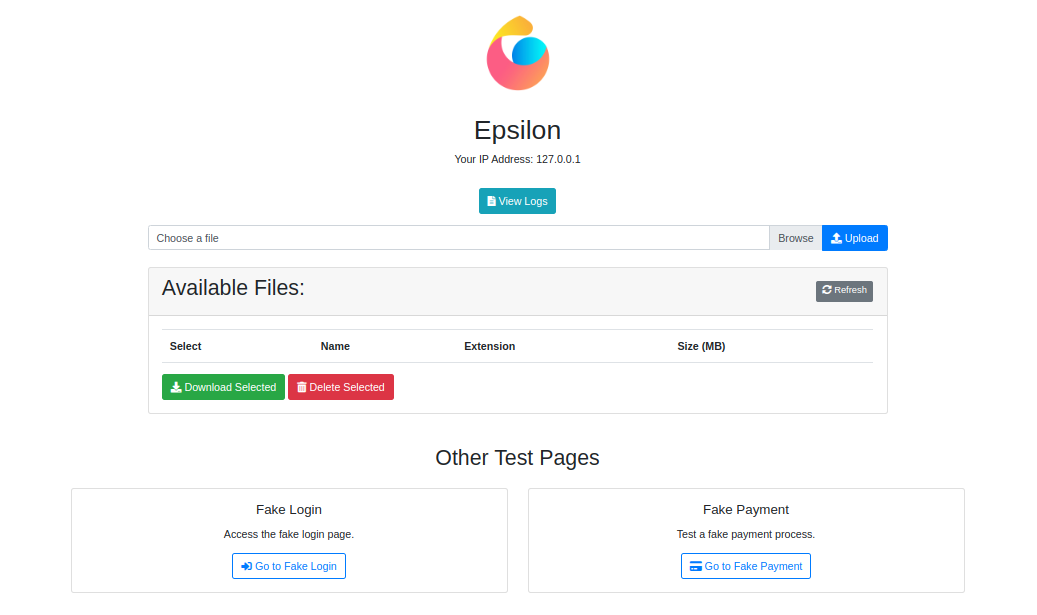 Epsilon
Your IP Address: 127.0.0.1
View Logs
Choose a file Browse Upload
Available Files: Refresh
Select Name Extension Size (MB)
Download Selected Delete Selected
Other Test Pages
Fake Login
Access the fake login page.
Go to Fake Login
Fake Payment
Test a fake payment process.
Go to Fake Payment